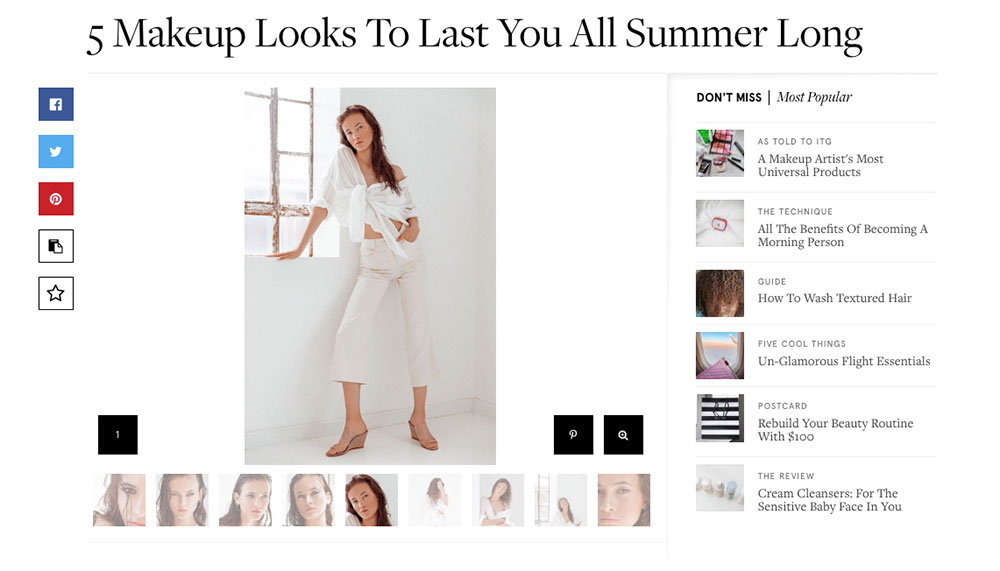 5 Makeup Looks To Last You All Summer Long
DON'T MISS | Most Popular
AS TOLD TO ITG
A Makeup Artist's Most
Universal Products
THE TECHNIQUE
All The Benefits Of Becoming A
Morning Person
GUIDE
How To Wash Textured Hair
FIVE COOL THINGS
Un-Glamorous Flight Essentials
POSTCARD
Rebuild Your Beauty Routine
With $100
THE REVIEW
Cream Cleansers: For The
Sensitive Baby Face In You
1